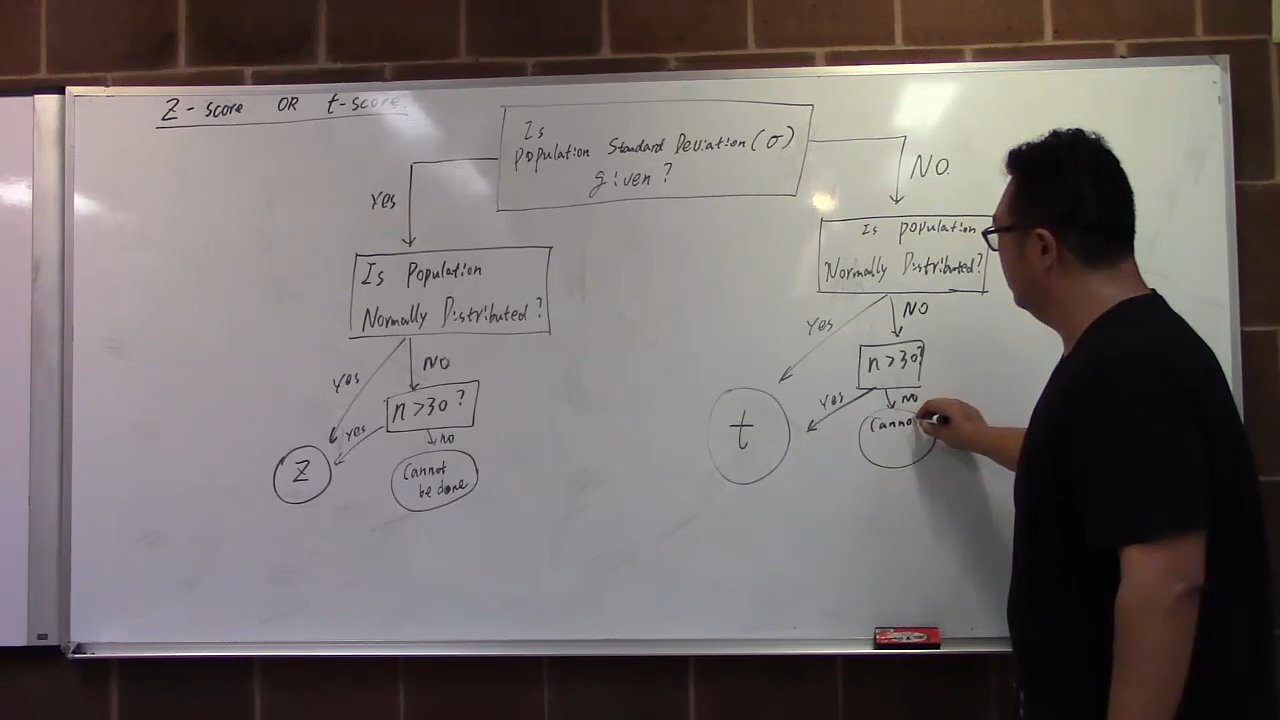 Z-score OR t-score.
Is
Population Standard Deviation (σ)
given?
Yes
NO.
Is Population
Normally Distributed?
Yes
NO
n>30?
Yes
no
Z
Cannot
be done
Is population
Normally Distributed?
Yes
NO
n>30?
Yes
NO
t
Canno